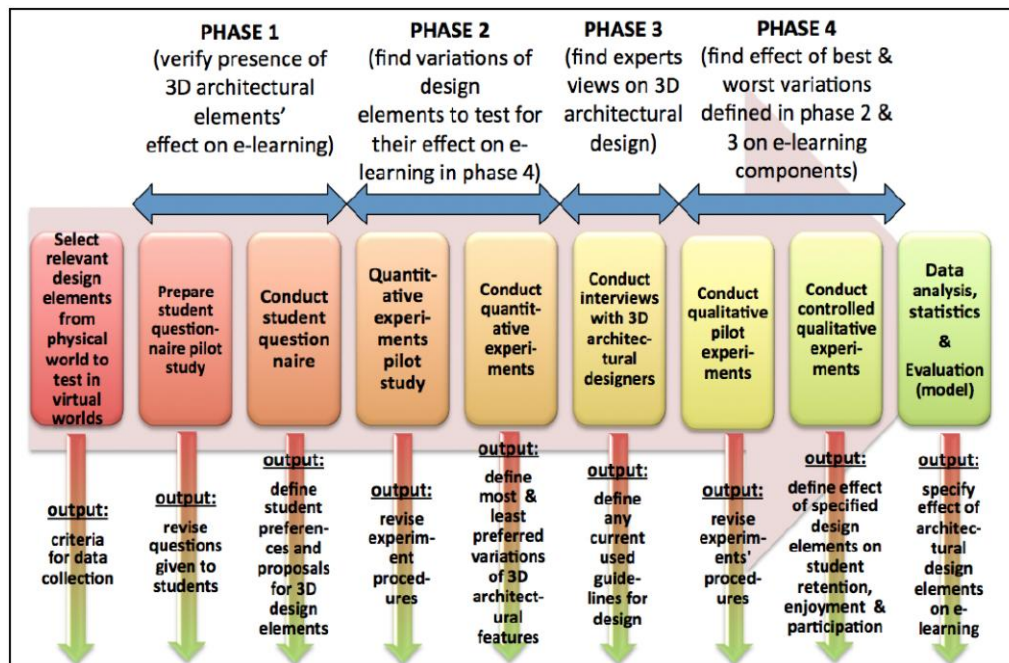 PHASE 1
(verify presence of
3D architectural
elements'
effect on e-learning)
PHASE 2
(find variations of
design
elements to test for
their effect on e-
learning in phase 4)
PHASE 3
(find experts
views on 3D
architectural
design)
PHASE 4
(find effect of best &
worst variations
defined in phase 2 &
3 on e-learning
components)
Select
relevant
design
elements
from
physical
world to
test in
virtual
worlds
Prepare
student
question-
naire pilot
study
Conduct
student
question
naire
Quantit-
ative
experi-
ments
pilot
study
Conduct
quantit-
ative
experi-
ments
Conduct
interviews
with 3D
architec-
tural
designers
Conduct
qualitative
pilot
experi-
ments
Conduct
controlled
qualitative
experi-
ments
Data
analysis,
statistics
&
Evaluation
(model)
output:
criteria
for data
collection
output:
revise
questions
given to
students
output:
define
student
preferen-
ces and
proposals
for 3D
design
elements
output:
revise
experim-
ent
proced-
ures
output:
define
most &
least
preferred
variations
of 3D
architect-
ural
features
output:
define
any
current
used
guide-
lines for
design
output:
revise
experim-
ents'
proced-
ures
output:
define effect
of specified
design
elements on
student
retention,
enjoyment &
participation
output:
specify
effect of
architec-
tural
design
elements
on e-
learning